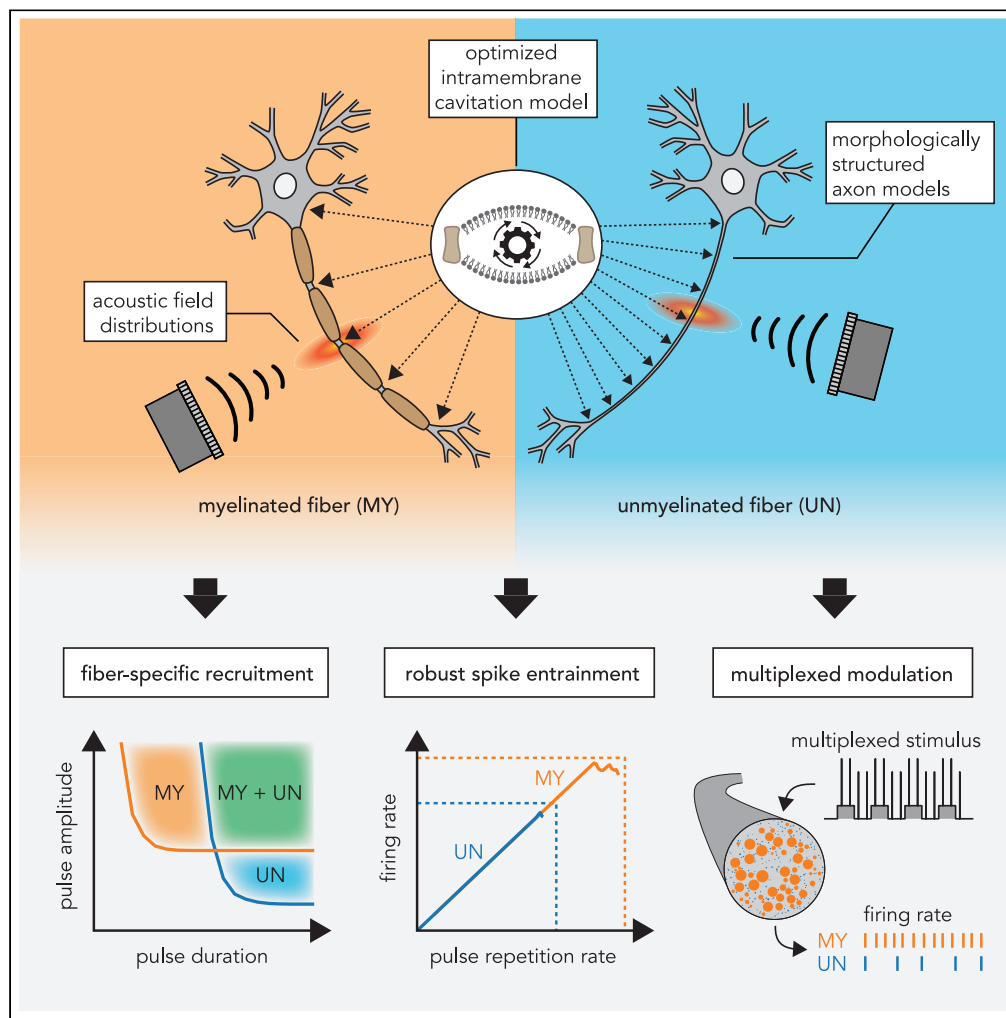 optimized
intramembrane
cavitation model
morphologically
structured
axon models
acoustic field
distributions
myelinated fiber (MY)
unmyelinated fiber (UN)
fiber-specific recruitment
robust spike entrainment
multiplexed modulation
pulse amplitude
MY
MY + UN
UN
pulse duration
firing rate
MY
UN
pulse repetition rate
multiplexed stimulus
firing rate
MY
UN